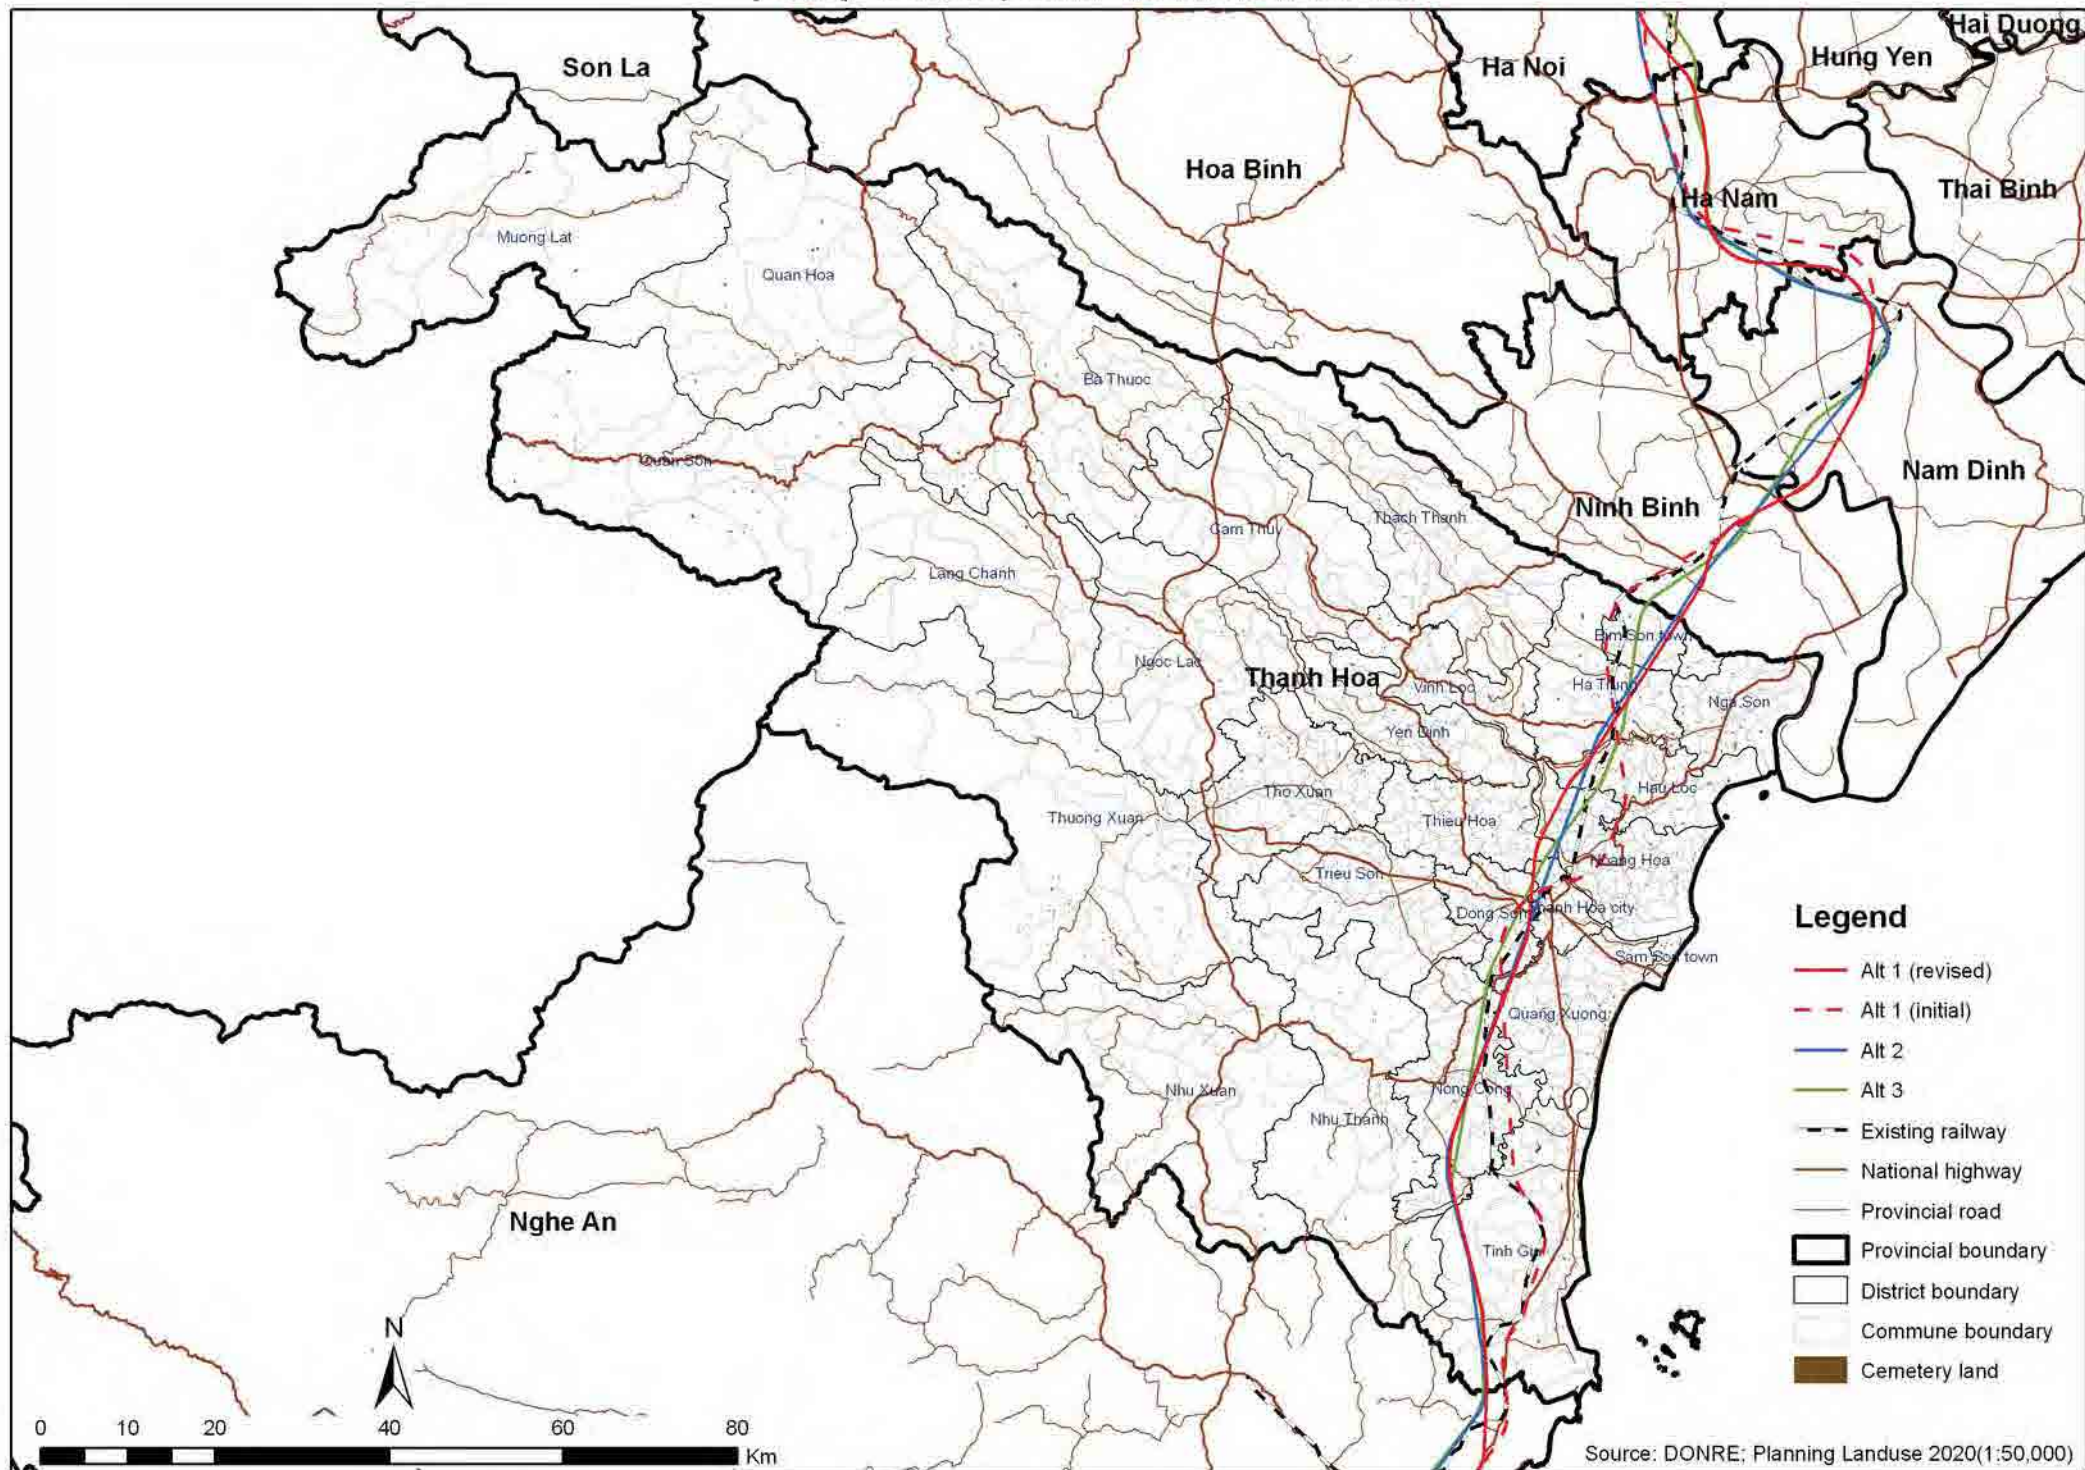 Hai Duong
Son La
Ha Noi
Hung Yen
Hoa Binh
Thai Binh
Ha Nam
Muong Lat
Quan Hoa
Ba Thuoc
Quan Son
Nam Dinh
Ninh Binh
Thach Thanh
Cam Thuy
Lang Chanh
Bim Son town
Ngoc Lac
Thanh Hoa
Vinh Loc
Ha Trung
Nga Son
Yen Dinh
Tho Xuan
Hau Loc
Thuong Xuan
Thieu Hoa
Hoang Hoa
Trieu Son
Dong Son
Thanh Hoa city
Sam Son town
Quang Xuong
Nhu Xuan
Nong Cong
Nhu Thanh
Nghe An
Tinh Gia
Legend
Alt 1 (revised)
Alt 1 (initial)
Alt 2
Alt 3
Existing railway
National highway
Provincial road
Provincial boundary
District boundary
Commune boundary
Cemetery land
N
0 10 20 40 60 80
Km
Source: DONRE; Planning Landuse 2020(1:50,000)